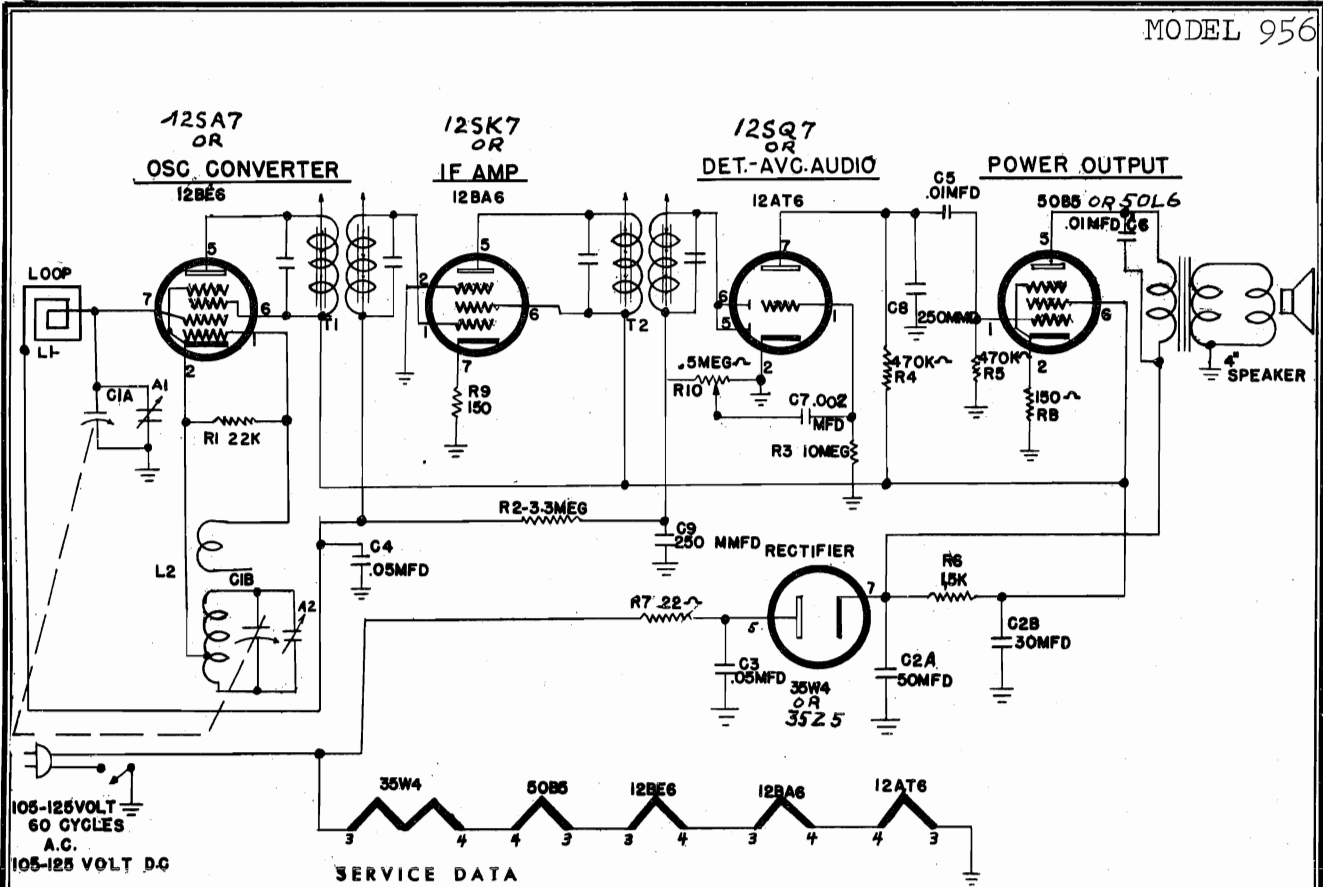 MODEL 956
12SA7
OR
OSC. CONVERTER
12BE6
12SK7
OR
IF AMP
12BA6
12SQ7
OR
DET.-AVC.AUDIO
12AT6
POWER OUTPUT
50B5 OR 50L6
C5
.01MFD
.01MFD C6
5
5
7
5
LOOP
L1
7
6
1
2
T1
2
1
6
7
T2
6
5
1
2
C8
250MMD
1
6
2
4"
SPEAKER
C1A
A1
R1 22K
R9
150
.5MEG~
R10
C7.002
MFD
R3 10MEG
470K~
R4
470K~
R5
150~
R8
R2-3.3MEG
C4
.05MFD
C9
250 MMFD
RECTIFIER
L2
C1B
A2
R7 22~
5
7
R6
1.5K
C3
.05MFD
35W4
OR
35Z5
C2A
50MFD
C2B
30MFD
105-125VOLT
60 CYCLES
A.C.
105-125 VOLT D.C
35W4
50B5
12BE6
12BA6
12AT6
3 4 4 3 3 4 3 4 4 3
SERVICE DATA